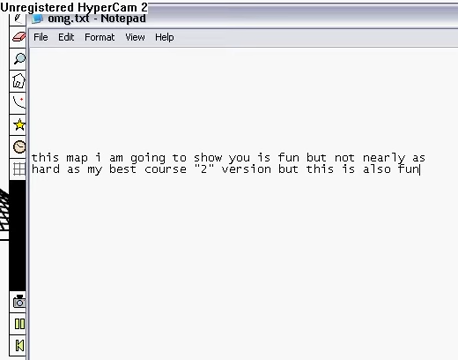 Unregistered HyperCam 2
omg.txt - Notepad
File Edit Format View Help
this map i am going to show you is fun but not nearly as
hard as my best course "2" version but this is also fun